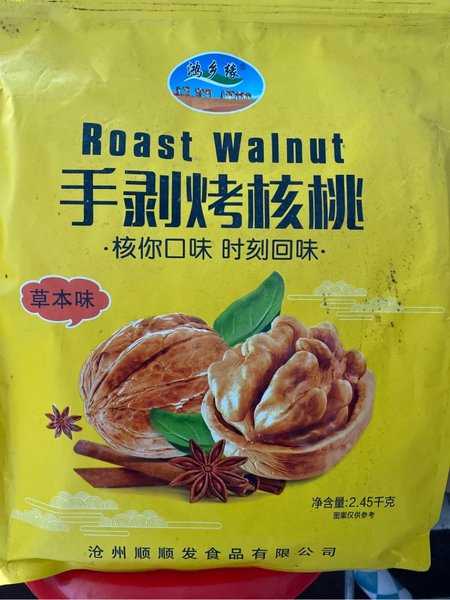 鸿乡缘®
Roast Walnut
手剥烤核桃
·核你口味 时刻回味·
草本味
净含量:2.45千克
图案仅供参考
沧州顺顺发食品有限公司